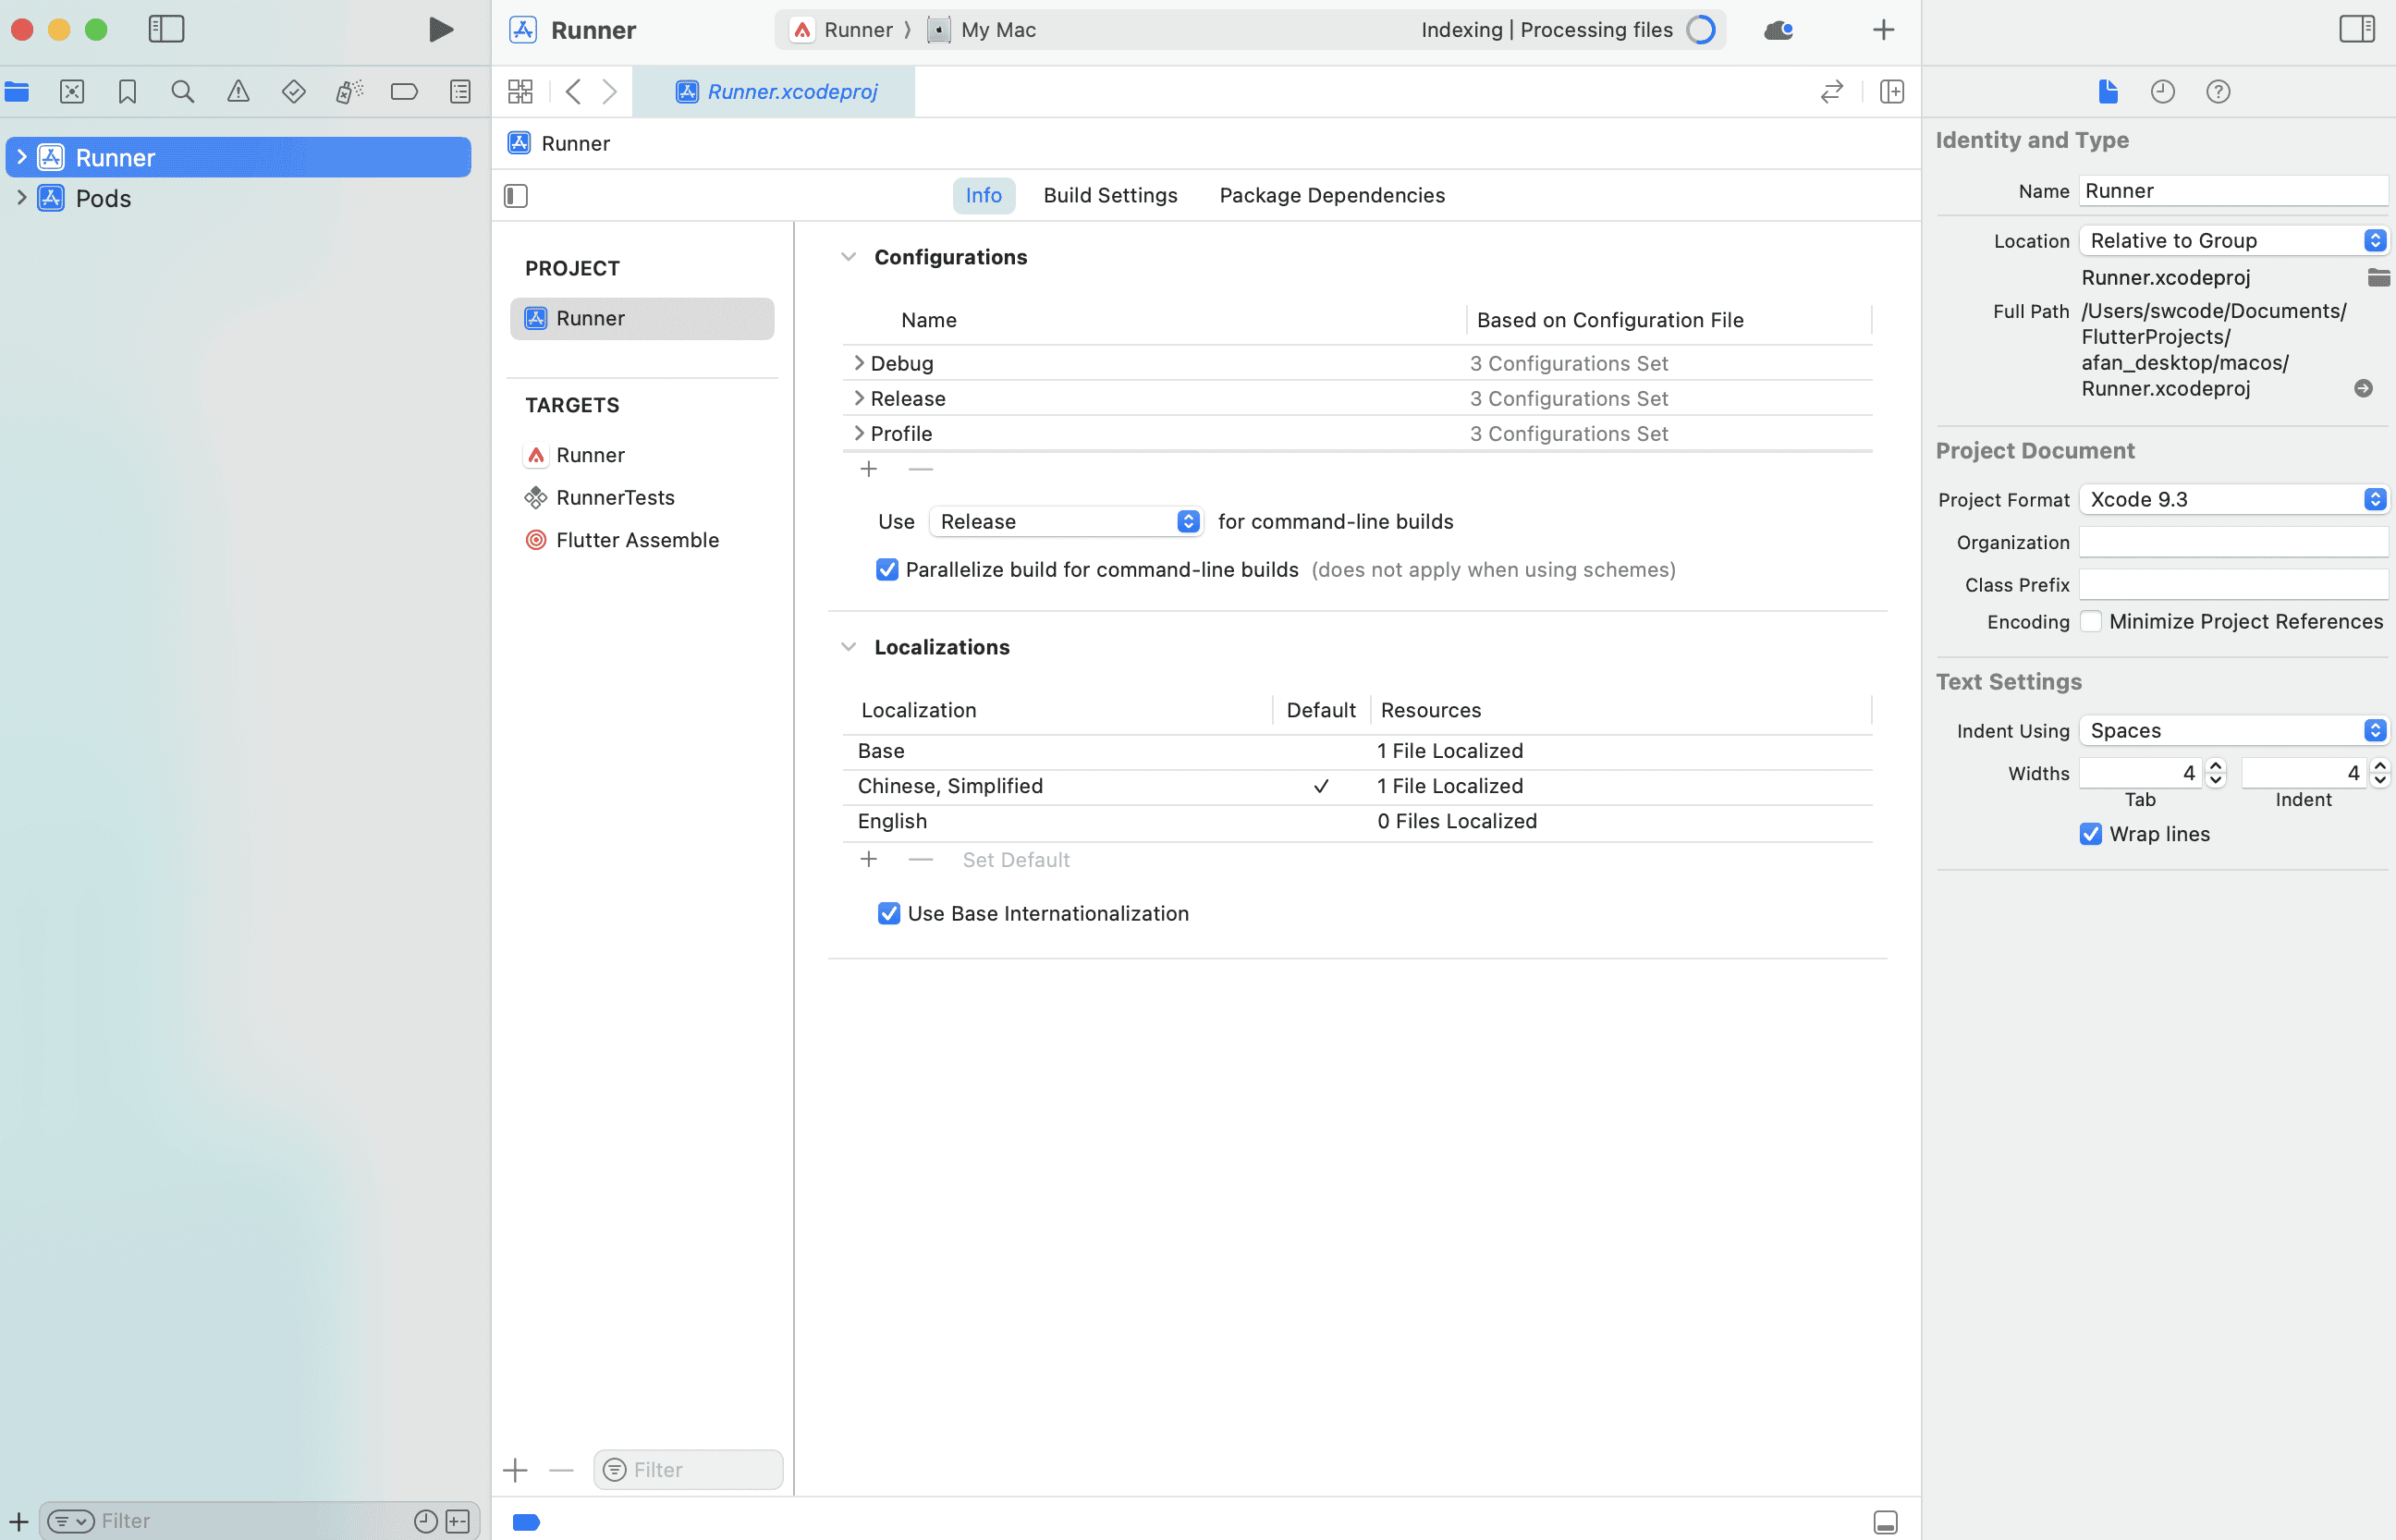 Runner
Runner
My Mac
Indexing | Processing files
Runner.xcodeproj
Runner
Pods
Runner
Info
Build Settings
Package Dependencies
PROJECT
Runner
TARGETS
Runner
RunnerTests
Flutter Assemble
Filter
Filter
Configurations
Name
Based on Configuration File
Debug
3 Configurations Set
Release
3 Configurations Set
Profile
3 Configurations Set
Use
Release
for command-line builds
Parallelize build for command-line builds (does not apply when using schemes)
Localizations
Localization
Default
Resources
Base
1 File Localized
Chinese, Simplified
1 File Localized
English
0 Files Localized
Set Default
Use Base Internationalization
Identity and Type
Name
Runner
Location
Relative to Group
Runner.xcodeproj
Full Path
/Users/swcode/Documents/
FlutterProjects/
afan_desktop/macos/
Runner.xcodeproj
Project Document
Project Format
Xcode 9.3
Organization
Class Prefix
Encoding
Minimize Project References
Text Settings
Indent Using
Spaces
Widths
4
4
Tab
Indent
Wrap lines